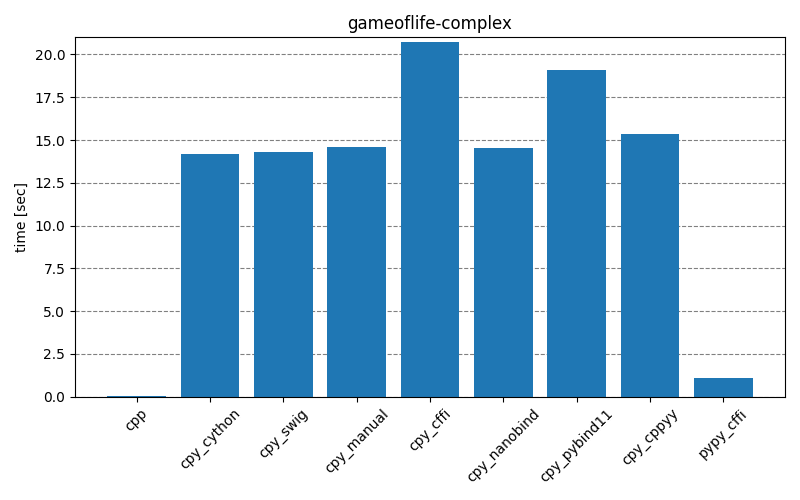 gameoflife-complex
20.0
17.5
15.0
12.5
10.0
7.5
5.0
2.5
0.0
time [sec]
cpp
cpy_cython
cpy_swig
cpy_manual
cpy_cffi
cpy_nanobind
cpy_pybind11
cpy_cppyy
pypy_cffi